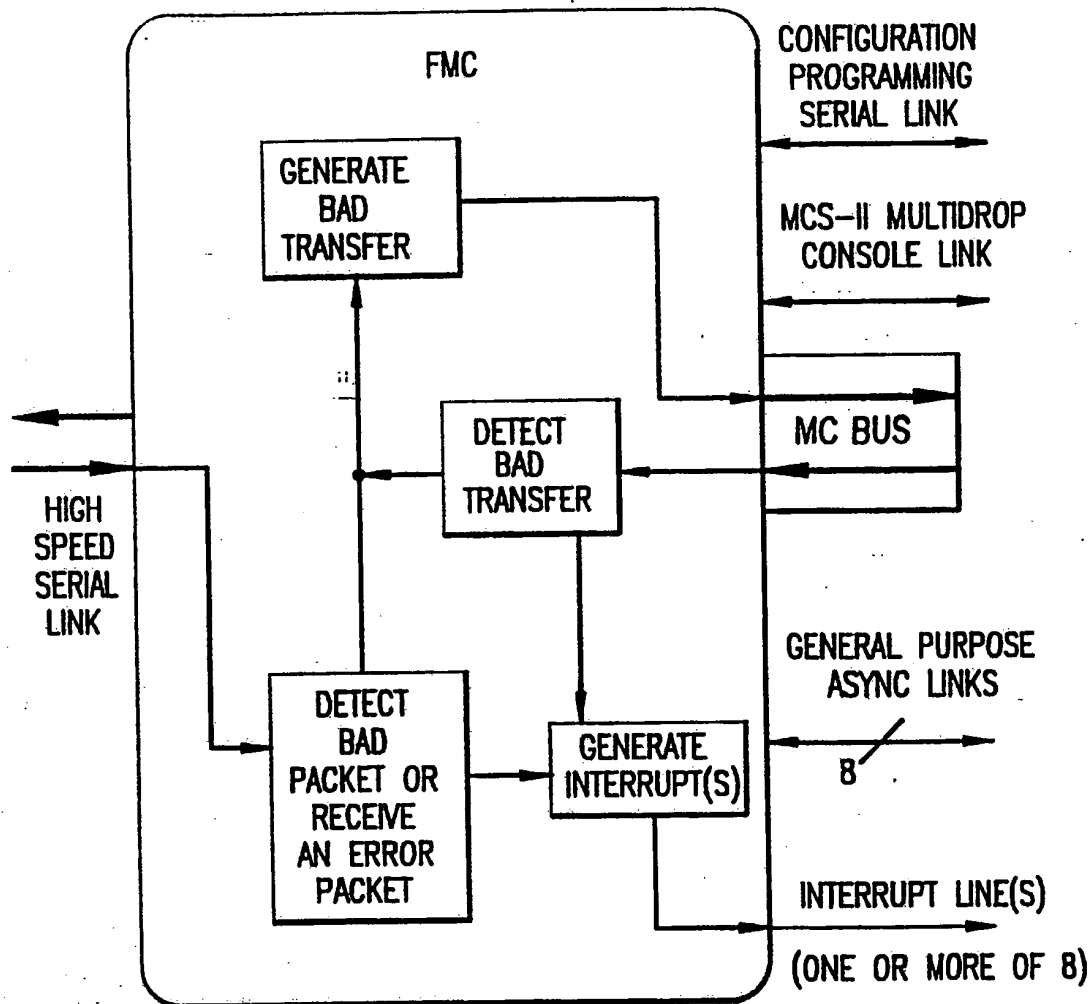 FMC
CONFIGURATION
PROGRAMMING
SERIAL LINK
GENERATE
BAD
TRANSFER
MCS-II MULTIDROP
CONSOLE LINK
DETECT
BAD
TRANSFER
MC BUS
HIGH
SPEED
SERIAL
LINK
GENERAL PURPOSE
ASYNC LINKS
8
DETECT
BAD
PACKET OR
RECEIVE
AN ERROR
PACKET
GENERATE
INTERRUPT(S)
INTERRUPT LINE(S)
(ONE OR MORE OF 8)